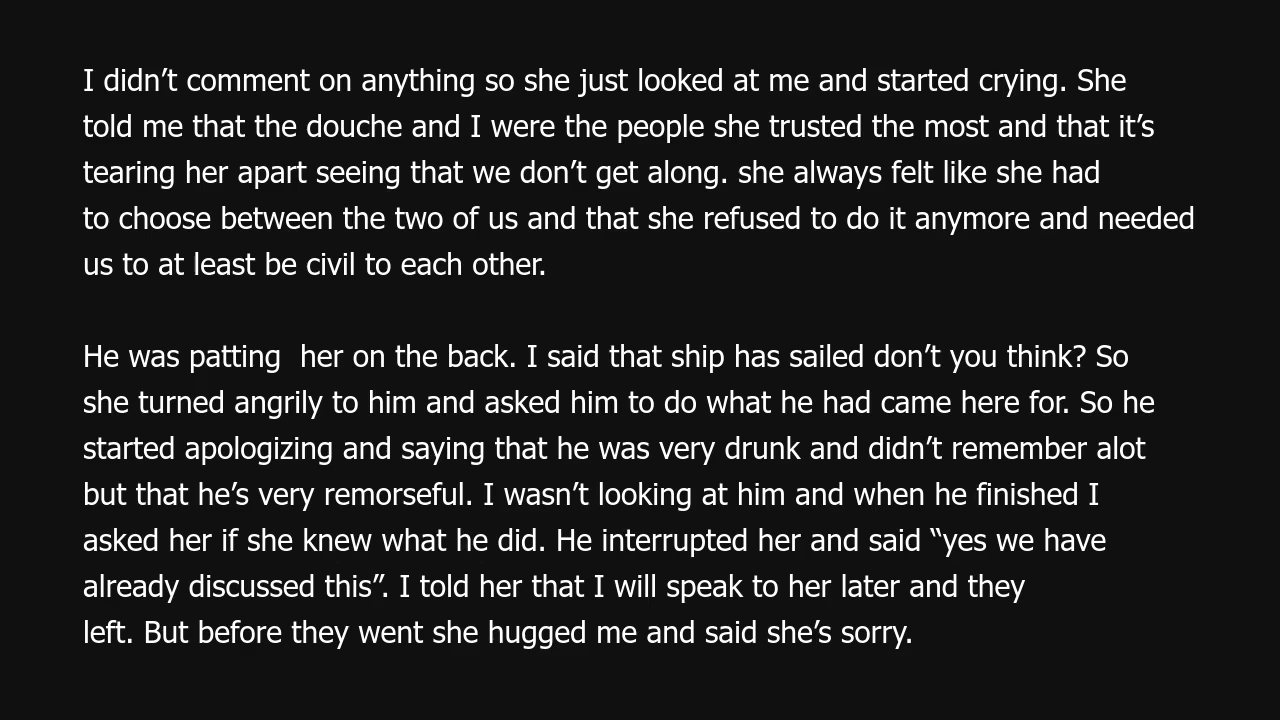 I didn’t comment on anything so she just looked at me and started crying. She
told me that the douche and I were the people she trusted the most and that it’s
tearing her apart seeing that we don’t get along. she always felt like she had
to choose between the two of us and that she refused to do it anymore and needed
us to at least be civil to each other.
He was patting  her on the back. I said that ship has sailed don’t you think? So
she turned angrily to him and asked him to do what he had came here for. So he
started apologizing and saying that he was very drunk and didn’t remember alot
but that he’s very remorseful. I wasn’t looking at him and when he finished I
asked her if she knew what he did. He interrupted her and said “yes we have
already discussed this”. I told her that I will speak to her later and they
left. But before they went she hugged me and said she’s sorry.